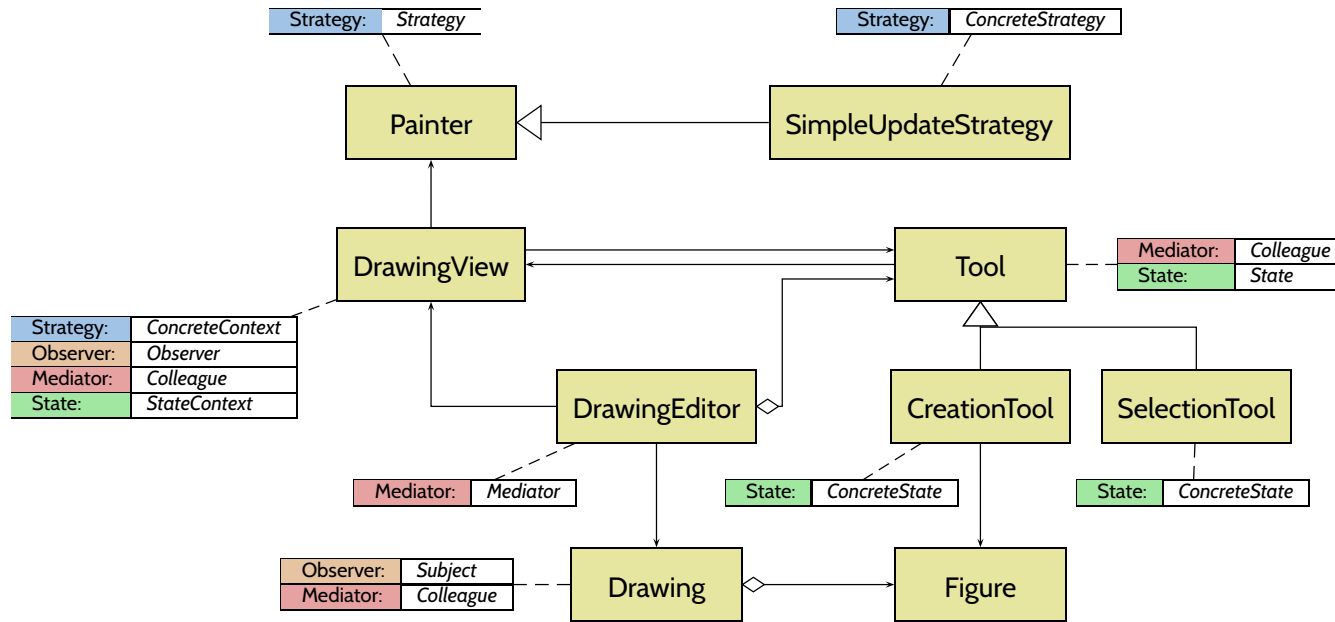 Strategy: Strategy
Strategy: ConcreteStrategy
Painter
SimpleUpdateStrategy
DrawingView
Tool
Mediator: Colleague
State: State
Strategy: ConcreteContext
Observer: Observer
Mediator: Colleague
State: StateContext
DrawingEditor
CreationTool
SelectionTool
Mediator: Mediator
State: ConcreteState
State: ConcreteState
Observer: Subject
Mediator: Colleague
Drawing
Figure